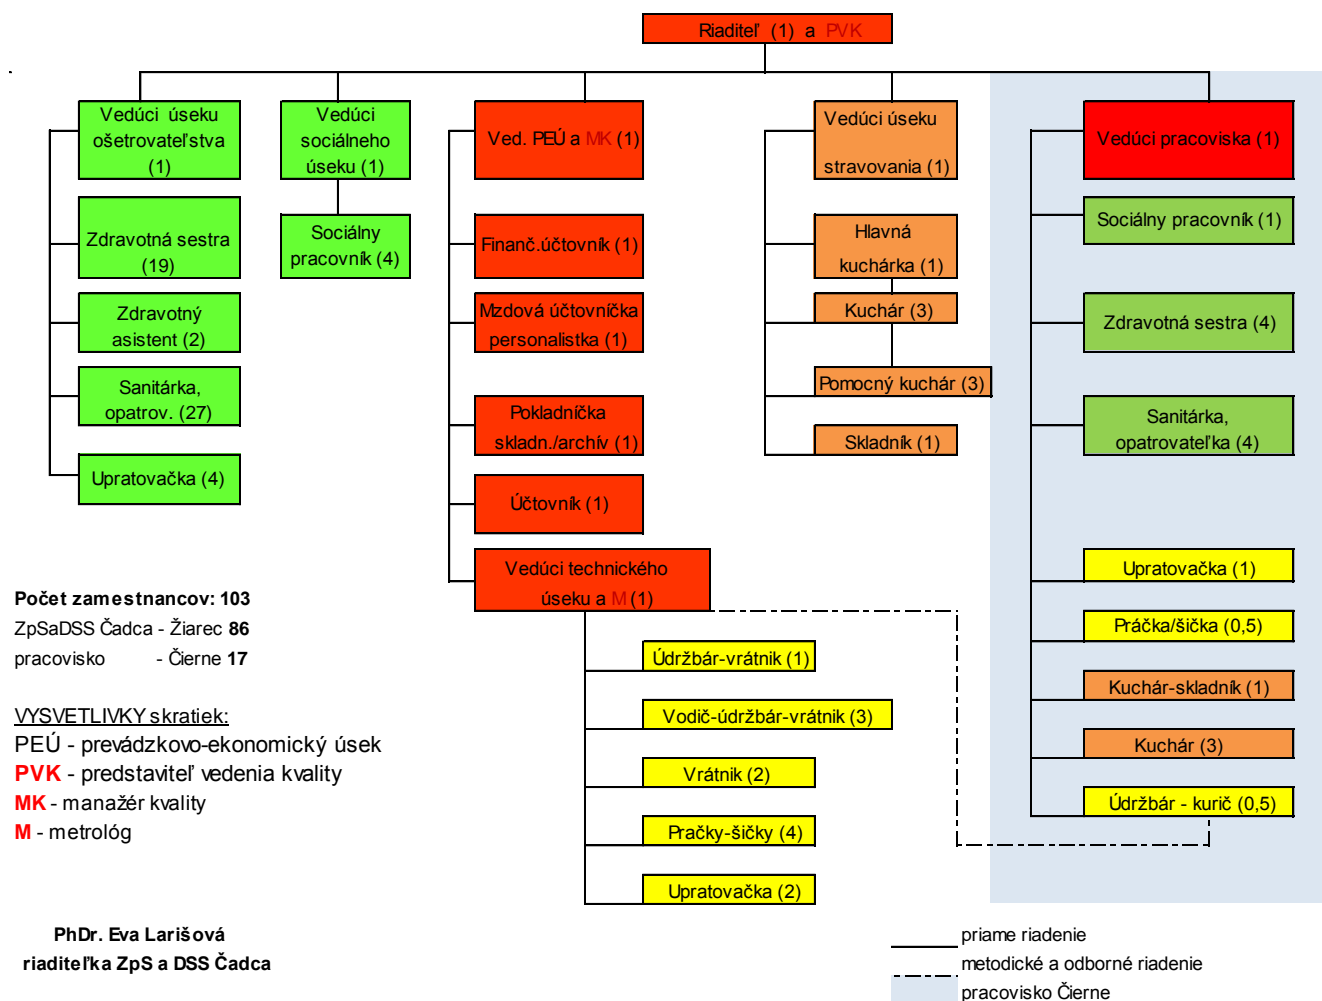 Riaditeľ (1) a PVK
Vedúci úseku
ošetrovateľstva
(1)
Zdravotná sestra
(19)
Zdravotný
asistent (2)
Sanitárka,
opatrov. (27)
Upratovačka (4)
Vedúci
sociálneho
úseku (1)
Sociálny
pracovník (4)
Ved. PEÚ a MK (1)
Finanč.účtovník (1)
Mzdová účtovníčka
personalistka (1)
Pokladníčka
skladn./archív (1)
Účtovník (1)
Vedúci technického
úseku a M (1)
Údržbár-vrátnik (1)
Vodič-údržbár-vrátnik (3)
Vrátnik (2)
Pračky-šičky (4)
Upratovačka (2)
Vedúci úseku
stravovania (1)
Hlavná
kuchárka (1)
Kuchár (3)
Pomocný kuchár (3)
Skladník (1)
Vedúci pracoviska (1)
Sociálny pracovník (1)
Zdravotná sestra (4)
Sanitárka,
opatrovateľka (4)
Upratovačka (1)
Práčka/šička (0,5)
Kuchár-skladník (1)
Kuchár (3)
Údržbár - kurič (0,5)
Počet zamestnancov: 103
ZpSaDSS Čadca - Žiarec 86
pracovisko - Čierne 17
VYSVETLIVKY skratiek:
PEÚ - prevádzkovo-ekonomický úsek
PVK - predstaviteľ vedenia kvality
MK - manažér kvality
M - metrológ
PhDr. Eva Larišová
riaditeľka ZpS a DSS Čadca
priame riadenie
metodické a odborné riadenie
pracovisko Čierne